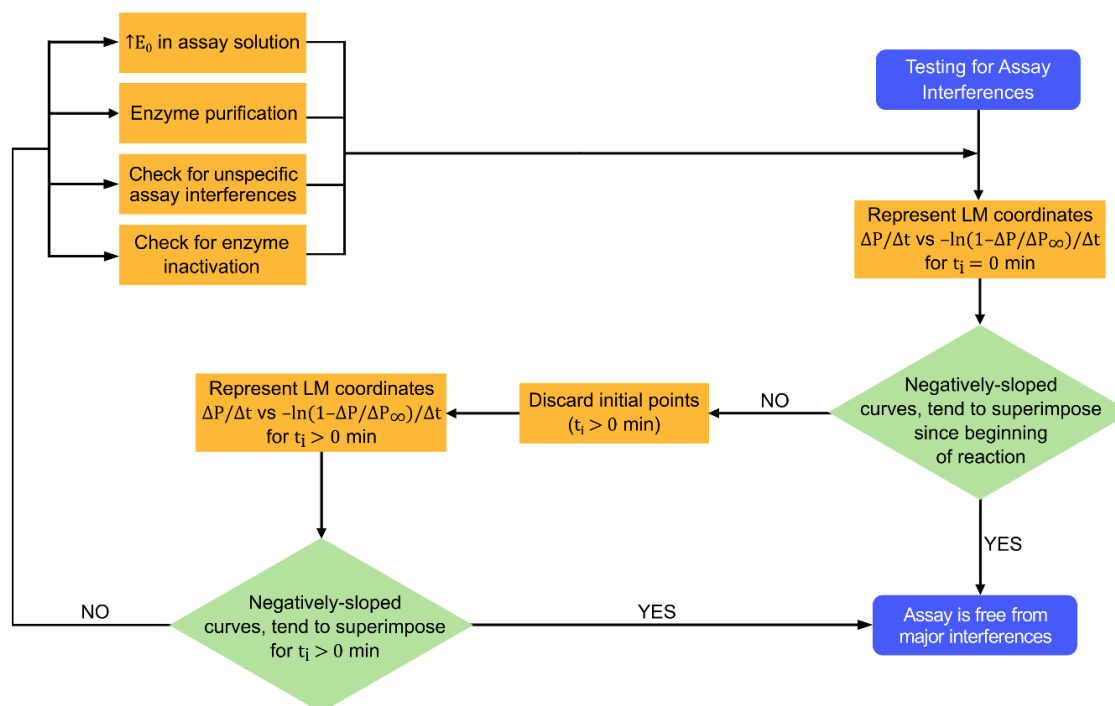 ↑E₀ in assay solution
Enzyme purification
Check for unspecific
assay interferences
Check for enzyme
inactivation
Testing for Assay
Interferences
Represent LM coordinates
ΔP/Δt vs −ln(1−ΔP/ΔP∞)/Δt
for tᵢ = 0 min
Negatively-sloped
curves, tend to superimpose
since beginning
of reaction
NO
Discard initial points
(tᵢ > 0 min)
Represent LM coordinates
ΔP/Δt vs −ln(1−ΔP/ΔP∞)/Δt
for tᵢ > 0 min
YES
Negatively-sloped
curves, tend to superimpose
for tᵢ > 0 min
NO
YES
Assay is free from
major interferences